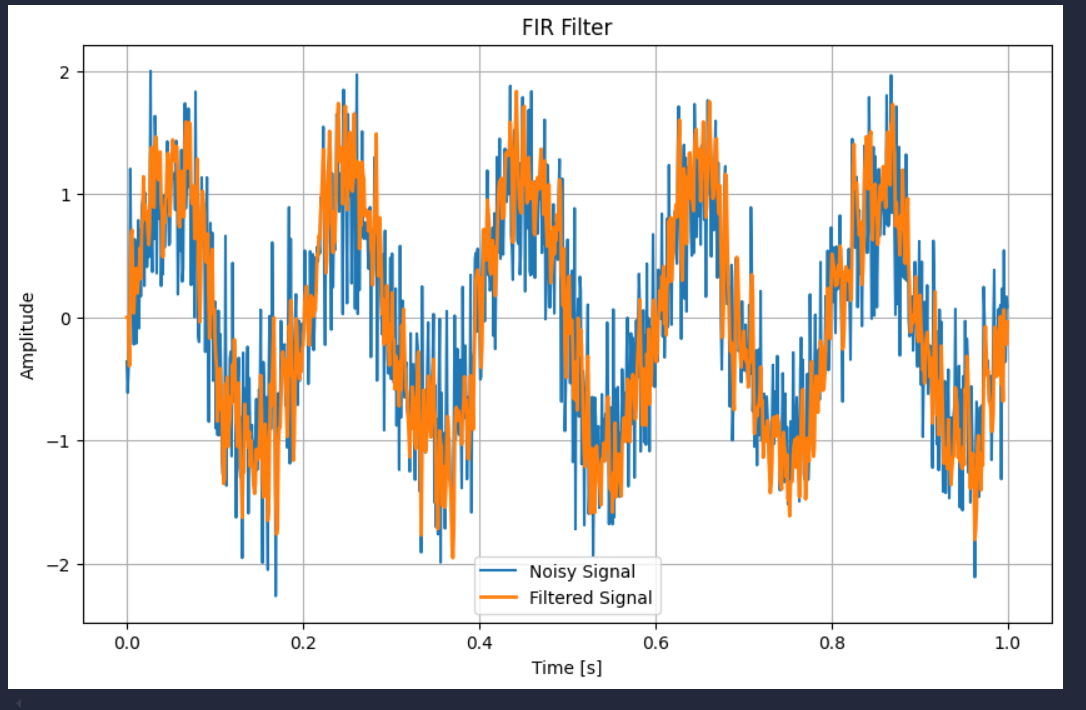 FIR Filter
Amplitude
2
1
0
−1
−2
Noisy Signal
Filtered Signal
0.0 0.2 0.4 0.6 0.8 1.0
Time [s]